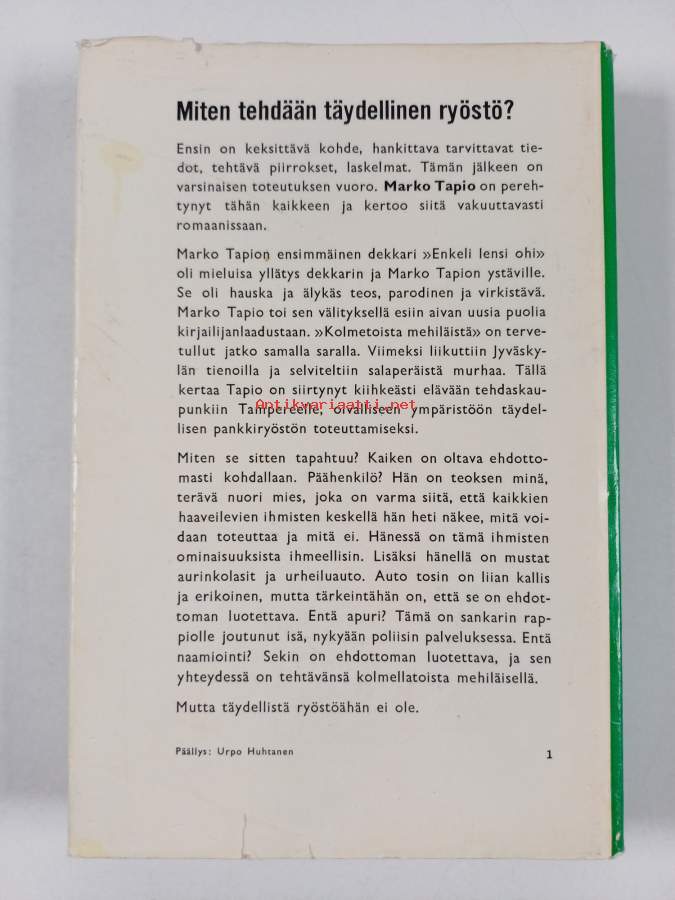 Miten tehdään täydellinen ryöstö?
Ensin on keksittävä kohde, hankittava tarvittavat tie-
dot, tehtävä piirrokset, laskelmat. Tämän jälkeen on
varsinaisen toteutuksen vuoro. Marko Tapio on pereh-
tynyt tähän kaikkeen ja kertoo siitä vakuuttavasti
romaanissaan.
Marko Tapion ensimmäinen dekkari »Enkeli lensi ohi»
oli mieluisa yllätys dekkarin ja Marko Tapion ystäville.
Se oli hauska ja älykäs teos, parodinen ja virkistävä.
Marko Tapio toi sen välityksellä esiin aivan uusia puolia
kirjailijanlaadustaan. »Kolmetoista mehiläistä» on terve-
tullut jatko samalla saralla. Viimeksi liikuttiin Jyväsky-
län tienoilla ja selviteltiin salaperäistä murhaa. Tällä
kertaa Tapio on siirtynyt kiihkeästi elävään tehdaskau-
punkiin Tampereelle, oivalliseen ympäristöön täydel-
Antikvariaatti.net
lisen pankkiryöstön toteuttamiseksi.
Miten se sitten tapahtuu? Kaiken on oltava ehdotto-
masti kohdallaan. Päähenkilö? Hän on teoksen minä,
terävä nuori mies, joka on varma siitä, että kaikkien
haaveilevien ihmisten keskellä hän heti näkee, mitä voi-
daan toteuttaa ja mitä ei. Hänessä on tämä ihmisten
ominaisuuksista ihmeellisin. Lisäksi hänellä on mustat
aurinkolasit ja urheiluauto. Auto tosin on liian kallis
ja erikoinen, mutta tärkeintähän on, että se on ehdot-
toman luotettava. Entä apuri? Tämä on sankarin rap-
piolle joutunut isä, nykyään poliisin palveluksessa. Entä
naamiointi? Sekin on ehdottoman luotettava, ja sen
yhteydessä on tehtävänsä kolmellatoista mehiläisellä.
Mutta täydellistä ryöstöähän ei ole.
Päällys: Urpo Huhtanen 1